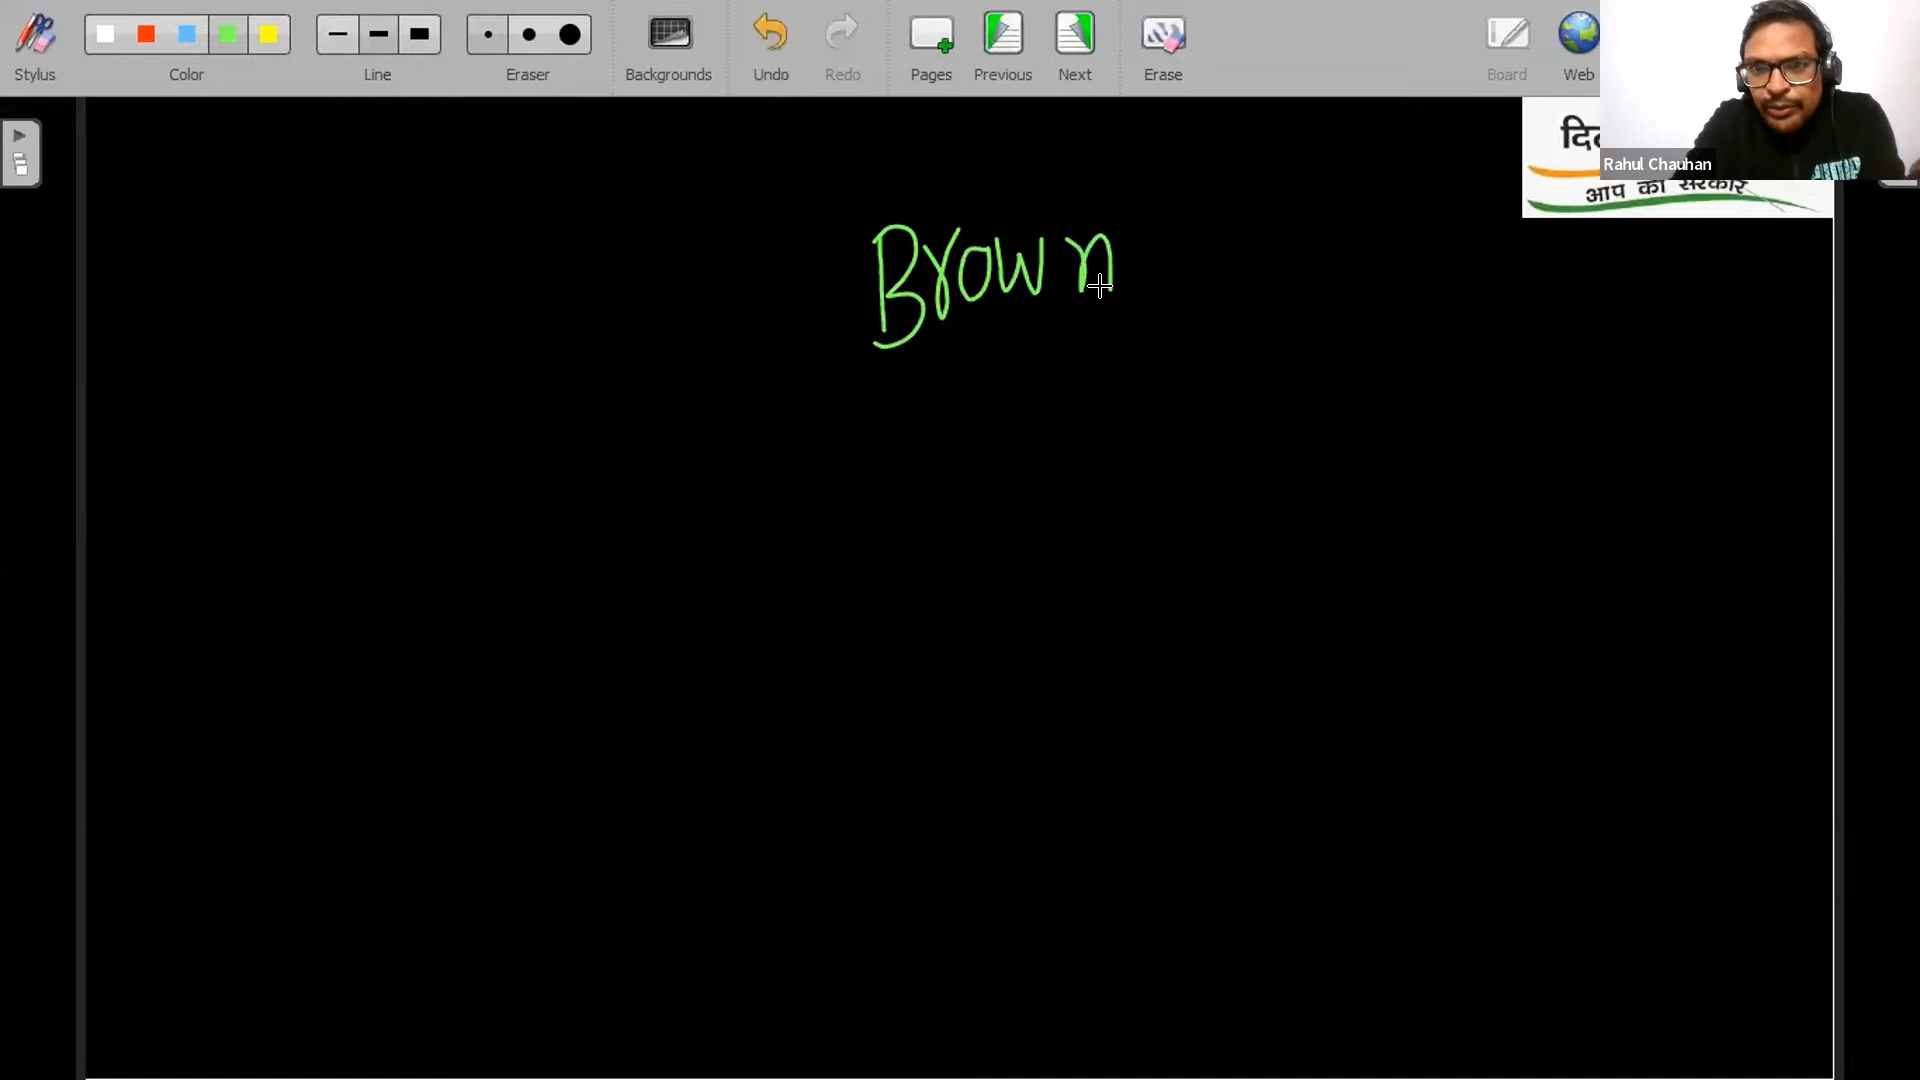 Stylus
Color
Line
Eraser
Backgrounds
Undo
Redo
Pages
Previous
Next
Erase
Board
Web
Rahul Chauhan
आप की सरकार
Brown